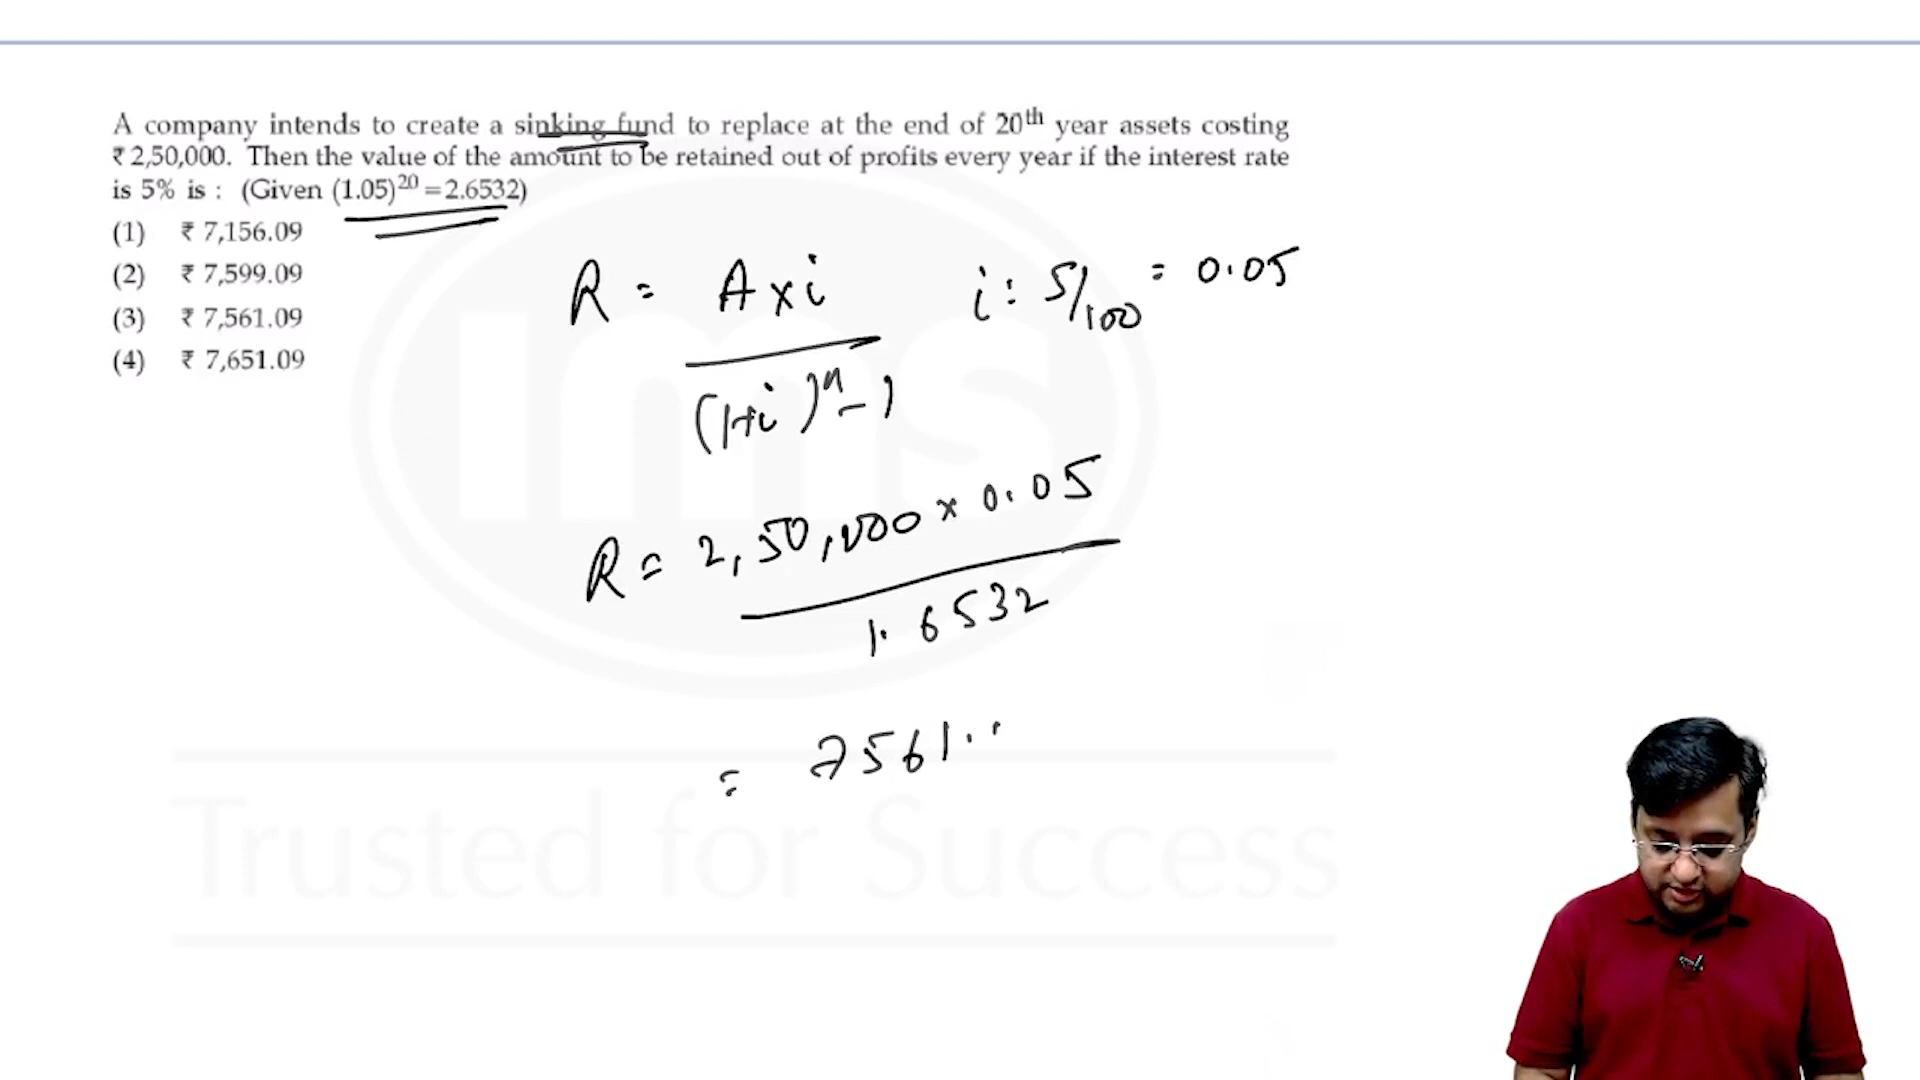 A company intends to create a sinking fund to replace at the end of 20th year assets costing
₹ 2,50,000. Then the value of the amount to be retained out of profits every year if the interest rate
is 5% is : (Given (1.05)^20 = 2.6532)
(1) ₹ 7,156.09
(2) ₹ 7,599.09
(3) ₹ 7,561.09
(4) ₹ 7,651.09
R = A × i
(1+i)^n - 1
i = 5/100 = 0.05
R = 2,50,000 × 0.05
1.6532
= 7561..
ims
Trusted for Success